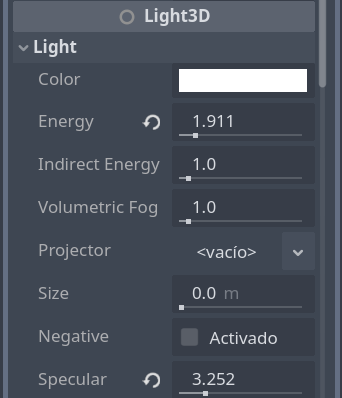 Light3D
Light
Color
Energy 1.911
Indirect Energy 1.0
Volumetric Fog 1.0
Projector <vacío>
Size 0.0 m
Negative Activado
Specular 3.252